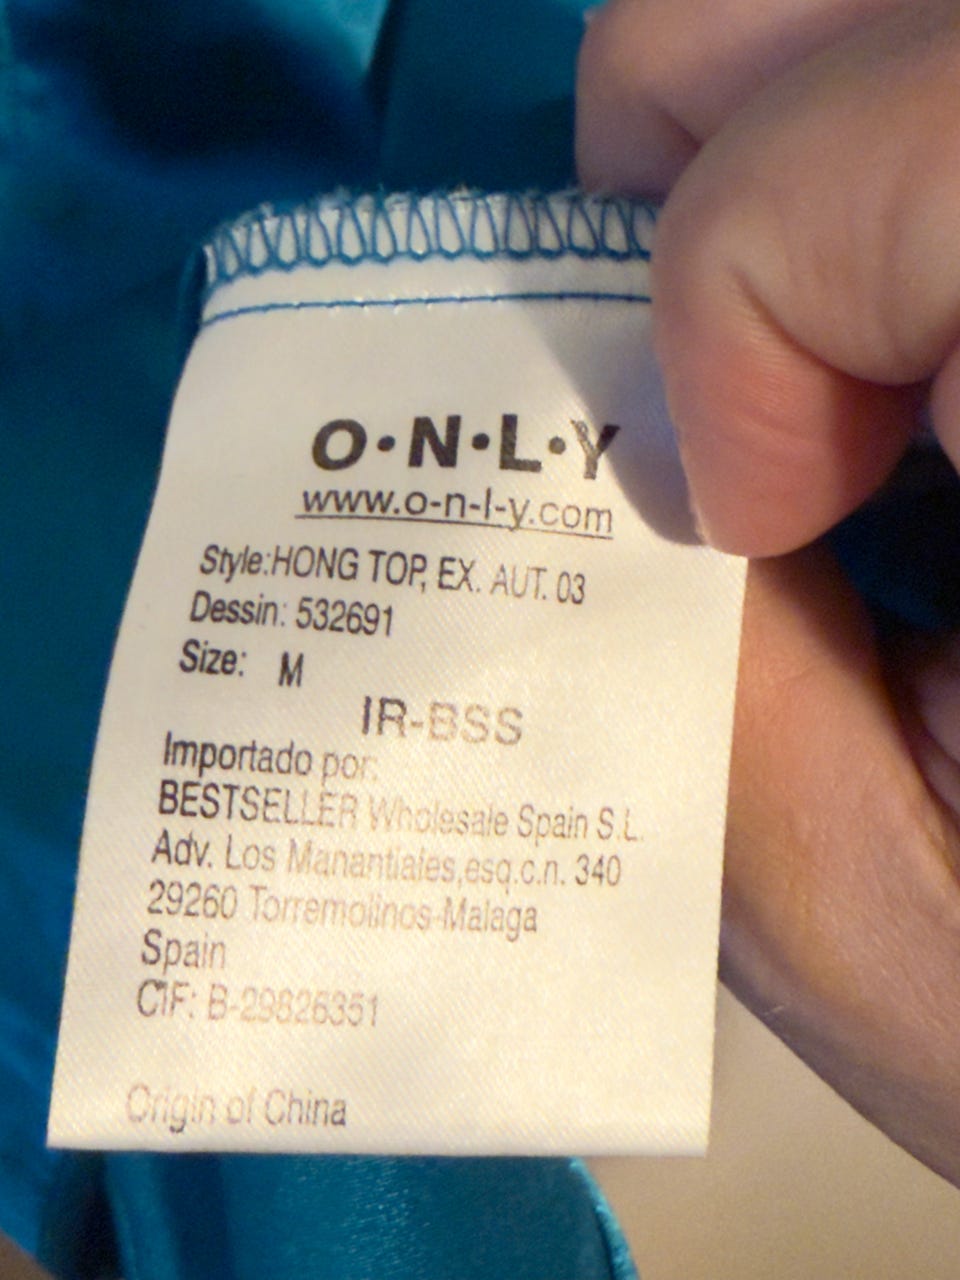 O•N•L•Y
www.o-n-l-y.com
Style:HONG TOP, EX. AUT. 03
Dessin: 532691
Size: M
IR-BSS
Importado por:
BESTSELLER Wholesale Spain S.L.
Adv. Los Manantiales,esq.c.n. 340
29260 Torremolinos-Malaga
Spain
CIF: B-29826351
Origin of China